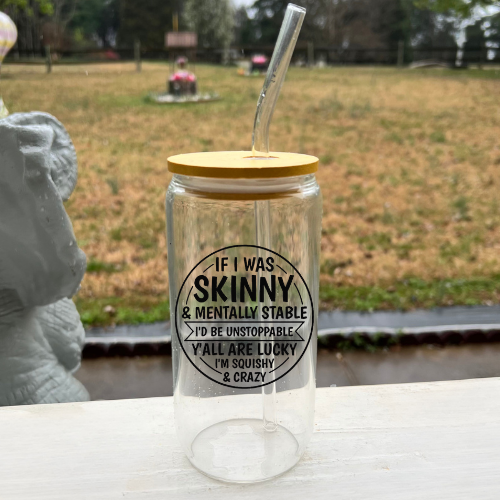 IF I WAS
SKINNY
& MENTALLY STABLE
I'D BE UNSTOPPABLE
Y'ALL ARE LUCKY
I'M SQUISHY
& CRAZY